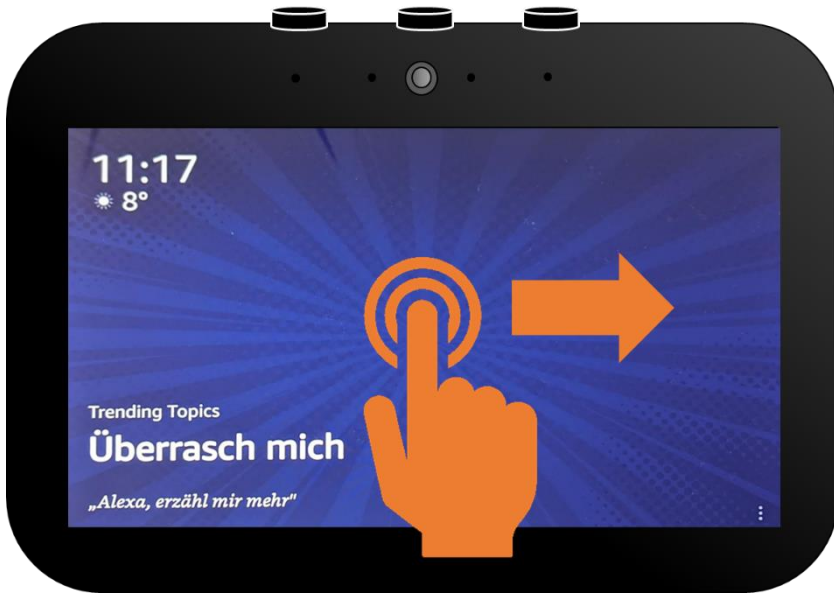 11:17
8°
Trending Topics
Überrasch mich
„Alexa, erzähl mir mehr"